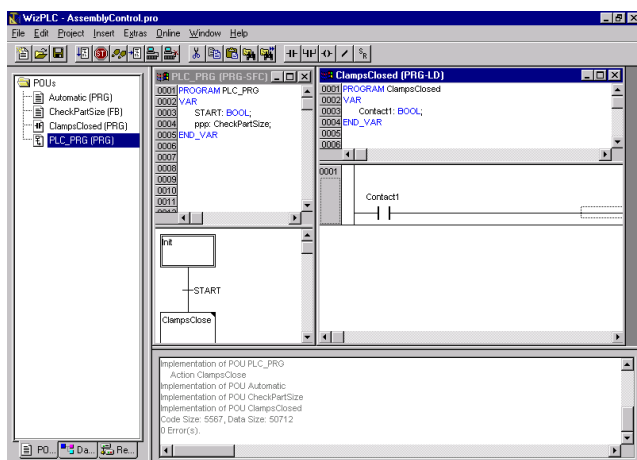 WizPLC - AssemblyControl.pro
File Edit Project Insert Extras Online Window Help
POUs
Automatic (PRG)
CheckPartSize (FB)
ClampsClosed (PRG)
PLC_PRG (PRG)
PO...
Da...
Re...
PLC_PRG (PRG-SFC)
0001 PROGRAM PLC_PRG
0002 VAR
0003 START: BOOL;
0004 ppp: CheckPartSize;
0005 END_VAR
0006
0007
0008
0009
0010
0011
Init
START
ClampsClose
ClampsClosed (PRG-LD)
0001 PROGRAM ClampsClosed
0002 VAR
0003 Contact1: BOOL;
0004 END_VAR
0005
0006
0001
Contact1
Implementation of POU PLC_PRG
Action ClampsClose
Implementation of POU Automatic
Implementation of POU CheckPartSize
Implementation of POU ClampsClosed
Code Size: 5567, Data Size: 50712
0 Error(s).